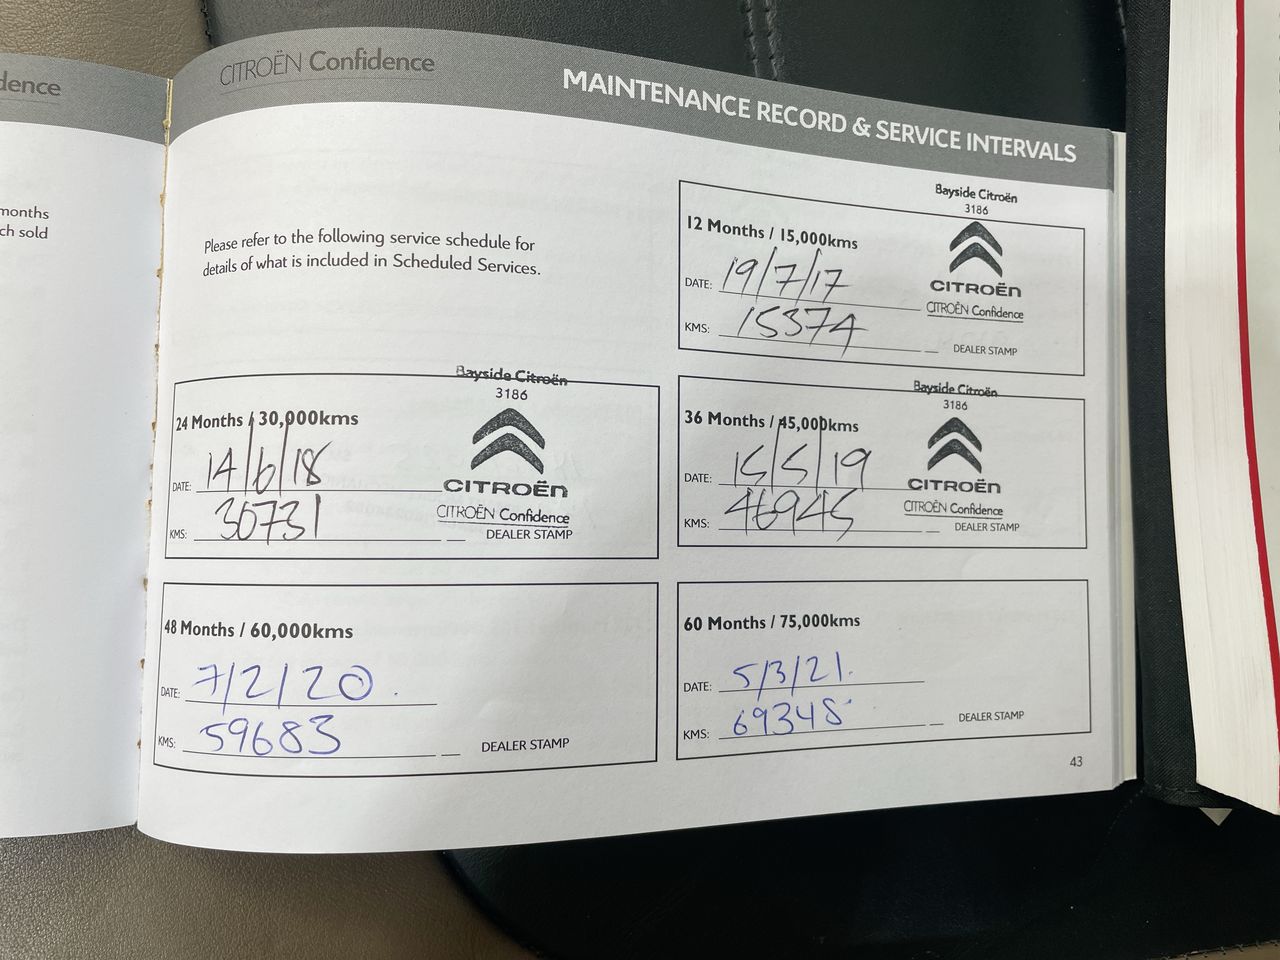 dence
months
ch sold
CITROËN Confidence
MAINTENANCE RECORD & SERVICE INTERVALS
Please refer to the following service schedule for
details of what is included in Scheduled Services.
Bayside Citroën
3186
12 Months / 15,000kms
DATE: 19/7/17
CITROËN
CITROËN Confidence
KMS: 15374
DEALER STAMP
Bayside Citroën
3186
24 Months / 30,000kms
DATE: 14/6/18
CITROËN
CITROËN Confidence
KMS: 30731
DEALER STAMP
Bayside Citroën
3186
36 Months / 45,000kms
DATE: 15/5/19
CITROËN
CITROËN Confidence
KMS: 46945
DEALER STAMP
48 Months / 60,000kms
DATE: 7/2/20.
KMS: 59683
DEALER STAMP
60 Months / 75,000kms
DATE: 5/3/21.
KMS: 69348
DEALER STAMP
43